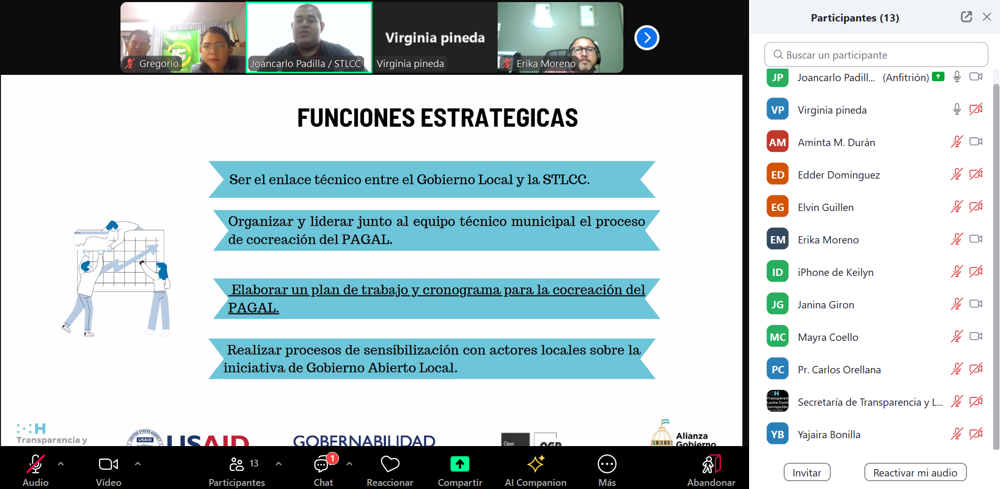 Gregorio
Joancarlo Padilla / STLCC
Virginia pineda
Virginia pineda
Erika Moreno
FUNCIONES ESTRATEGICAS
Ser el enlace técnico entre el Gobierno Local y la STLCC.
Organizar y liderar junto al equipo técnico municipal el proceso
de cocreación del PAGAL.
Elaborar un plan de trabajo y cronograma para la cocreación del
PAGAL.
Realizar procesos de sensibilización con actores locales sobre la
iniciativa de Gobierno Abierto Local.
H
Transparencia y
UNITED STATES AGENCY
USAID
USAID
GOBERNABILIDAD
Open
OGP
Alianza
Gobierno
Audio
Vídeo
13
Participantes
1
Chat
Reaccionar
Compartir
AI Companion
Más
Abandonar
Participantes (13)
Buscar un participante
JP Joancarlo Padill... (Anfitrión)
VP Virginia pineda
AM Aminta M. Durán
ED Edder Dominguez
EG Elvin Guillen
EM Erika Moreno
ID iPhone de Keilyn
JG Janina Giron
MC Mayra Coello
PC Pr. Carlos Orellana
Secretaría de Transparencia y L...
YB Yajaira Bonilla
Invitar
Reactivar mi audio